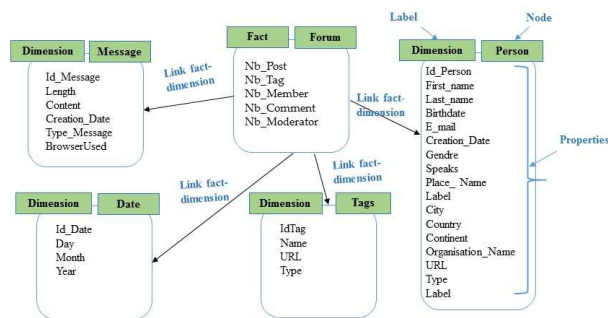 Label
Node
Dimension
Message
Id_Message
Length
Content
Creation_Date
Type_Message
BrowserUsed
Link fact-
dimension
Fact
Forum
Nb_Post
Nb_Tag
Nb_Member
Nb_Comment
Nb_Moderator
Link fact-
dimension
Dimension
Person
Id_Person
First_name
Last_name
Birthdate
E_mail
Creation_Date
Gendre
Speaks
Place_ Name
Label
City
Country
Continent
Organisation_Name
URL
Type
Label
Properties
Link fact-
dimension
Link fact-
dimension
Dimension
Date
Id_Date
Day
Month
Year
Dimension
Tags
IdTag
Name
URL
Type